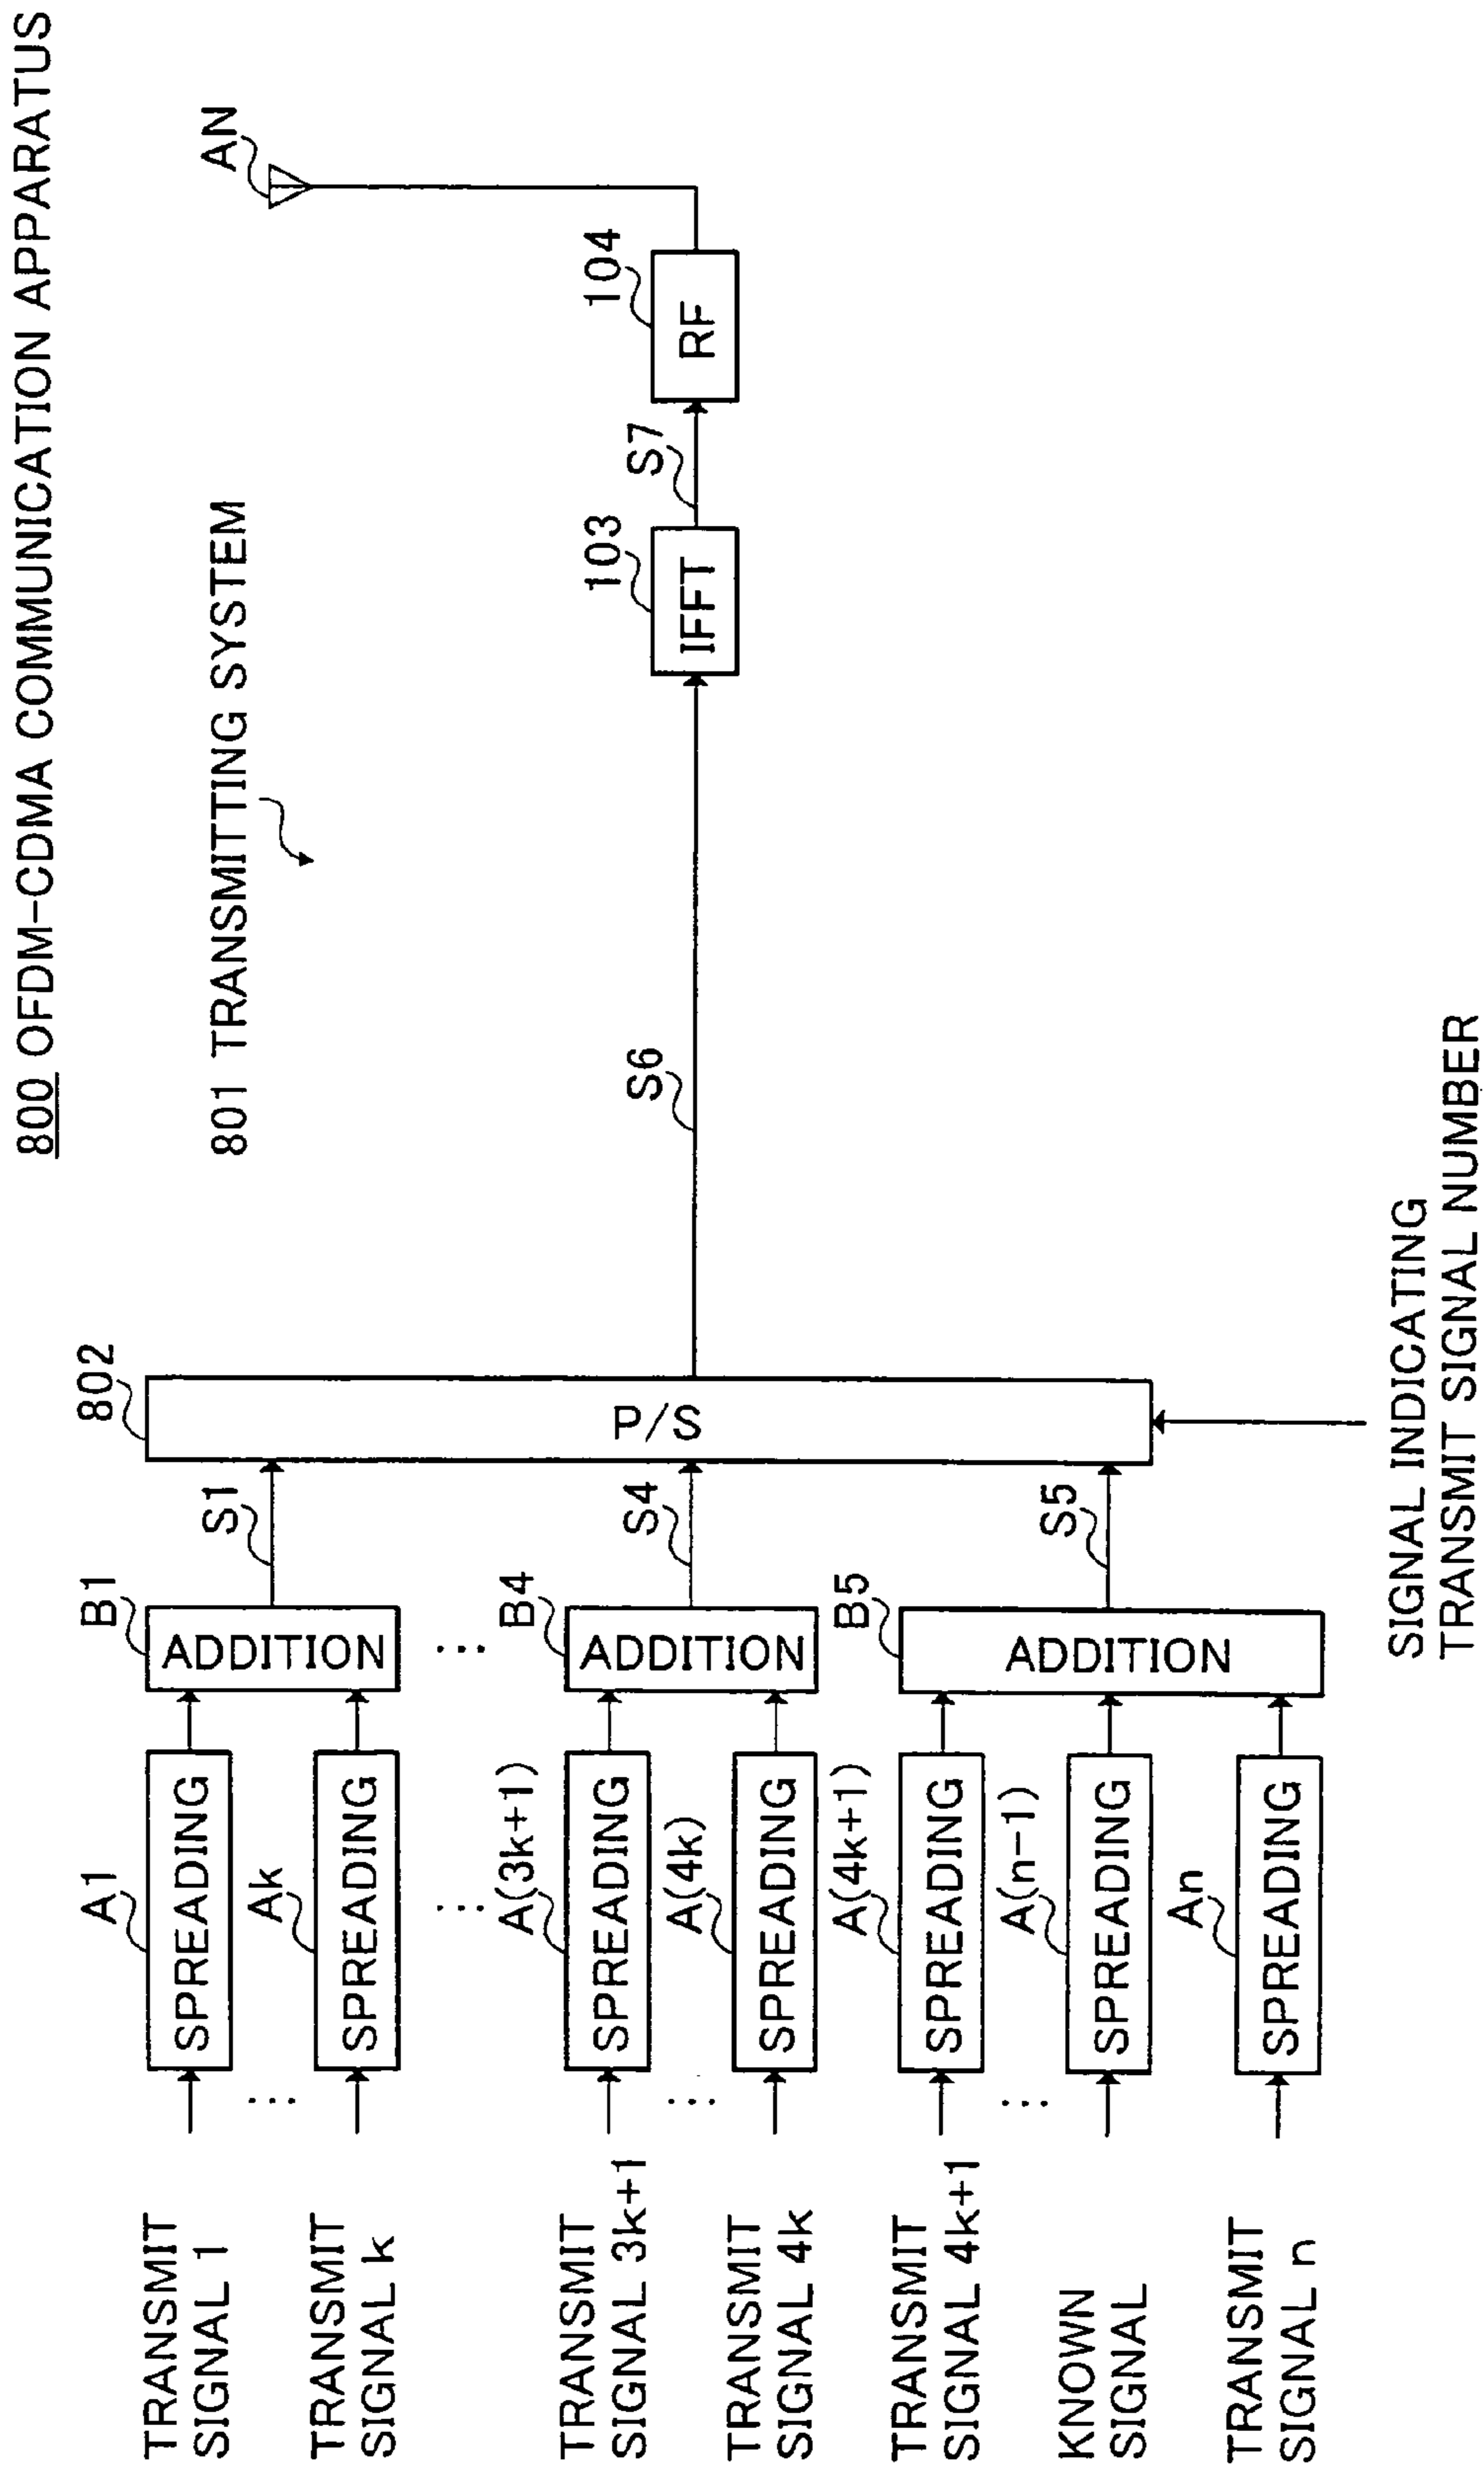 800 OFDM-CDMA COMMUNICATION APPARATUS
801 TRANSMITTING SYSTEM
AN
TRANSMIT
SIGNAL 1
A1
SPREADING
B1
ADDITION
S1
802
P/S
...
TRANSMIT
SIGNAL k
Ak
SPREADING
...
...
TRANSMIT
SIGNAL 3k+1
A(3k+1)
SPREADING
B4
ADDITION
S4
S6
103
IFFT
S7
104
RF
...
TRANSMIT
SIGNAL 4k
A(4k)
SPREADING
TRANSMIT
SIGNAL 4k+1
A(4k+1)
SPREADING
B5
ADDITION
S5
...
KNOWN
SIGNAL
A(n-1)
SPREADING
TRANSMIT
SIGNAL n
An
SPREADING
SIGNAL INDICATING
TRANSMIT SIGNAL NUMBER